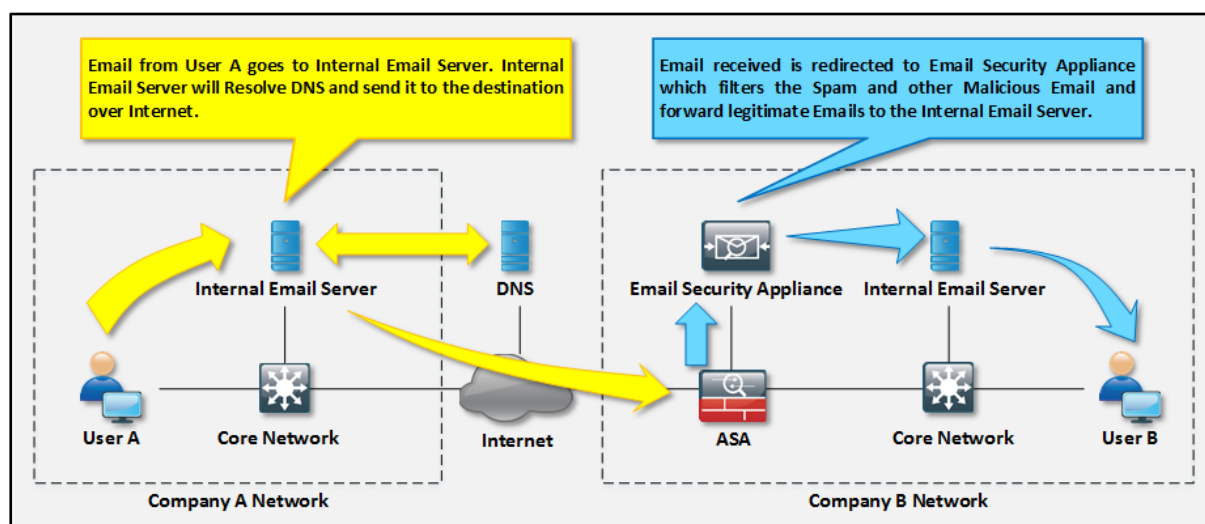 Email from User A goes to Internal Email Server. Internal
Email Server will Resolve DNS and send it to the destination
over Internet.
Email received is redirected to Email Security Appliance
which filters the Spam and other Malicious Email and
forward legitimate Emails to the Internal Email Server.
Internal Email Server
DNS
Email Security Appliance
Internal Email Server
User A
Core Network
Internet
ASA
Core Network
User B
Company A Network
Company B Network